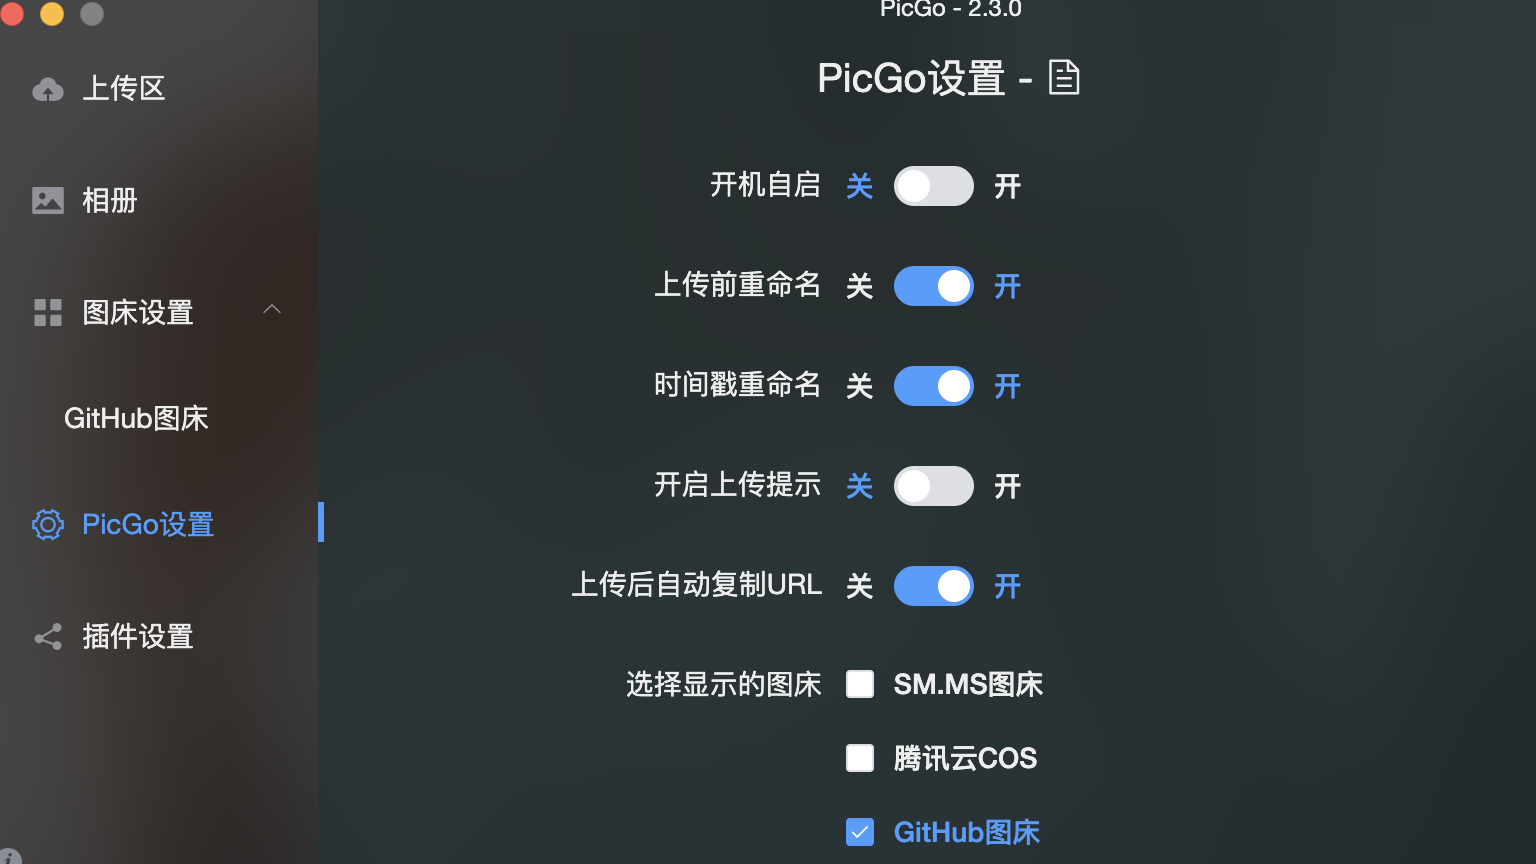 PicGo - 2.3.0
上传区
相册
图床设置
GitHub图床
PicGo设置
插件设置
PicGo设置 -
开机自启 关 开
上传前重命名 关 开
时间戳重命名 关 开
开启上传提示 关 开
上传后自动复制URL 关 开
选择显示的图床 SM.MS图床
腾讯云COS
GitHub图床